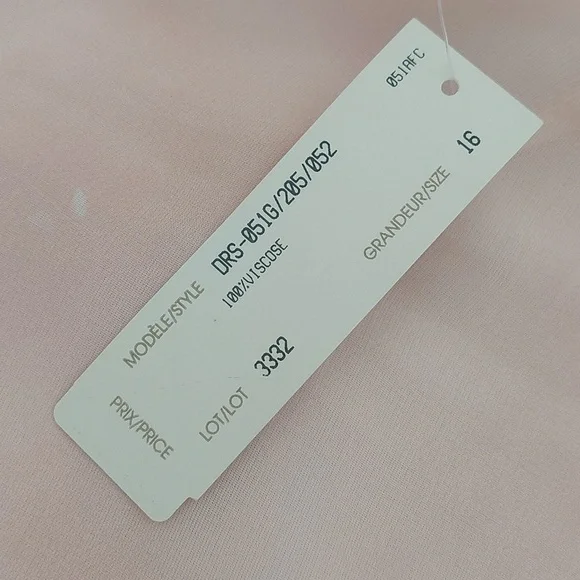 051AFC
MODÈLE/STYLE DRS-051G/205/052
100%VISCOSE
GRANDEUR/SIZE 16
PRIX/PRICE
LOT/LOT 3332